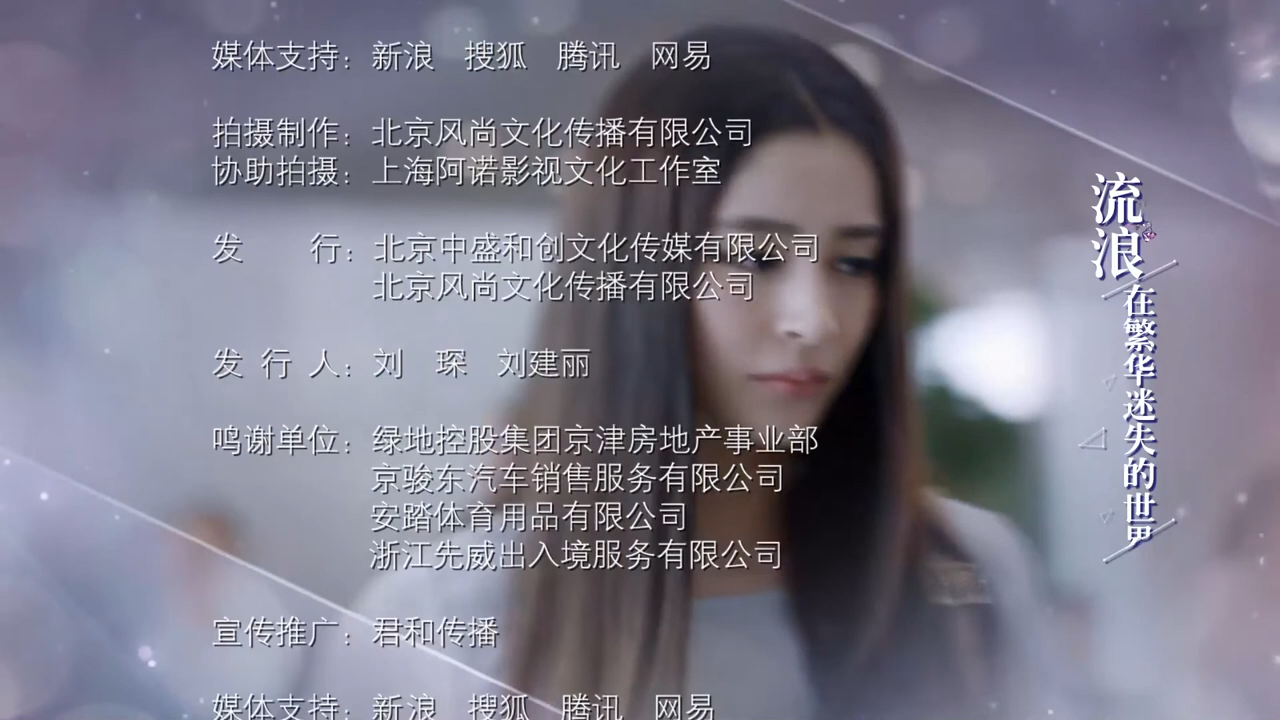 媒体支持：新浪　搜狐　腾讯　网易
拍摄制作：北京风尚文化传播有限公司
协助拍摄：上海阿诺影视文化工作室
发　　行：北京中盛和创文化传媒有限公司
北京风尚文化传播有限公司
发 行 人：刘　琛　刘建丽
鸣谢单位：绿地控股集团京津房地产事业部
京骏东汽车销售服务有限公司
安踏体育用品有限公司
浙江先威出入境服务有限公司
宣传推广：君和传播
媒体支持：新浪　搜狐　腾讯　网易
流浪
在繁华迷失的世界